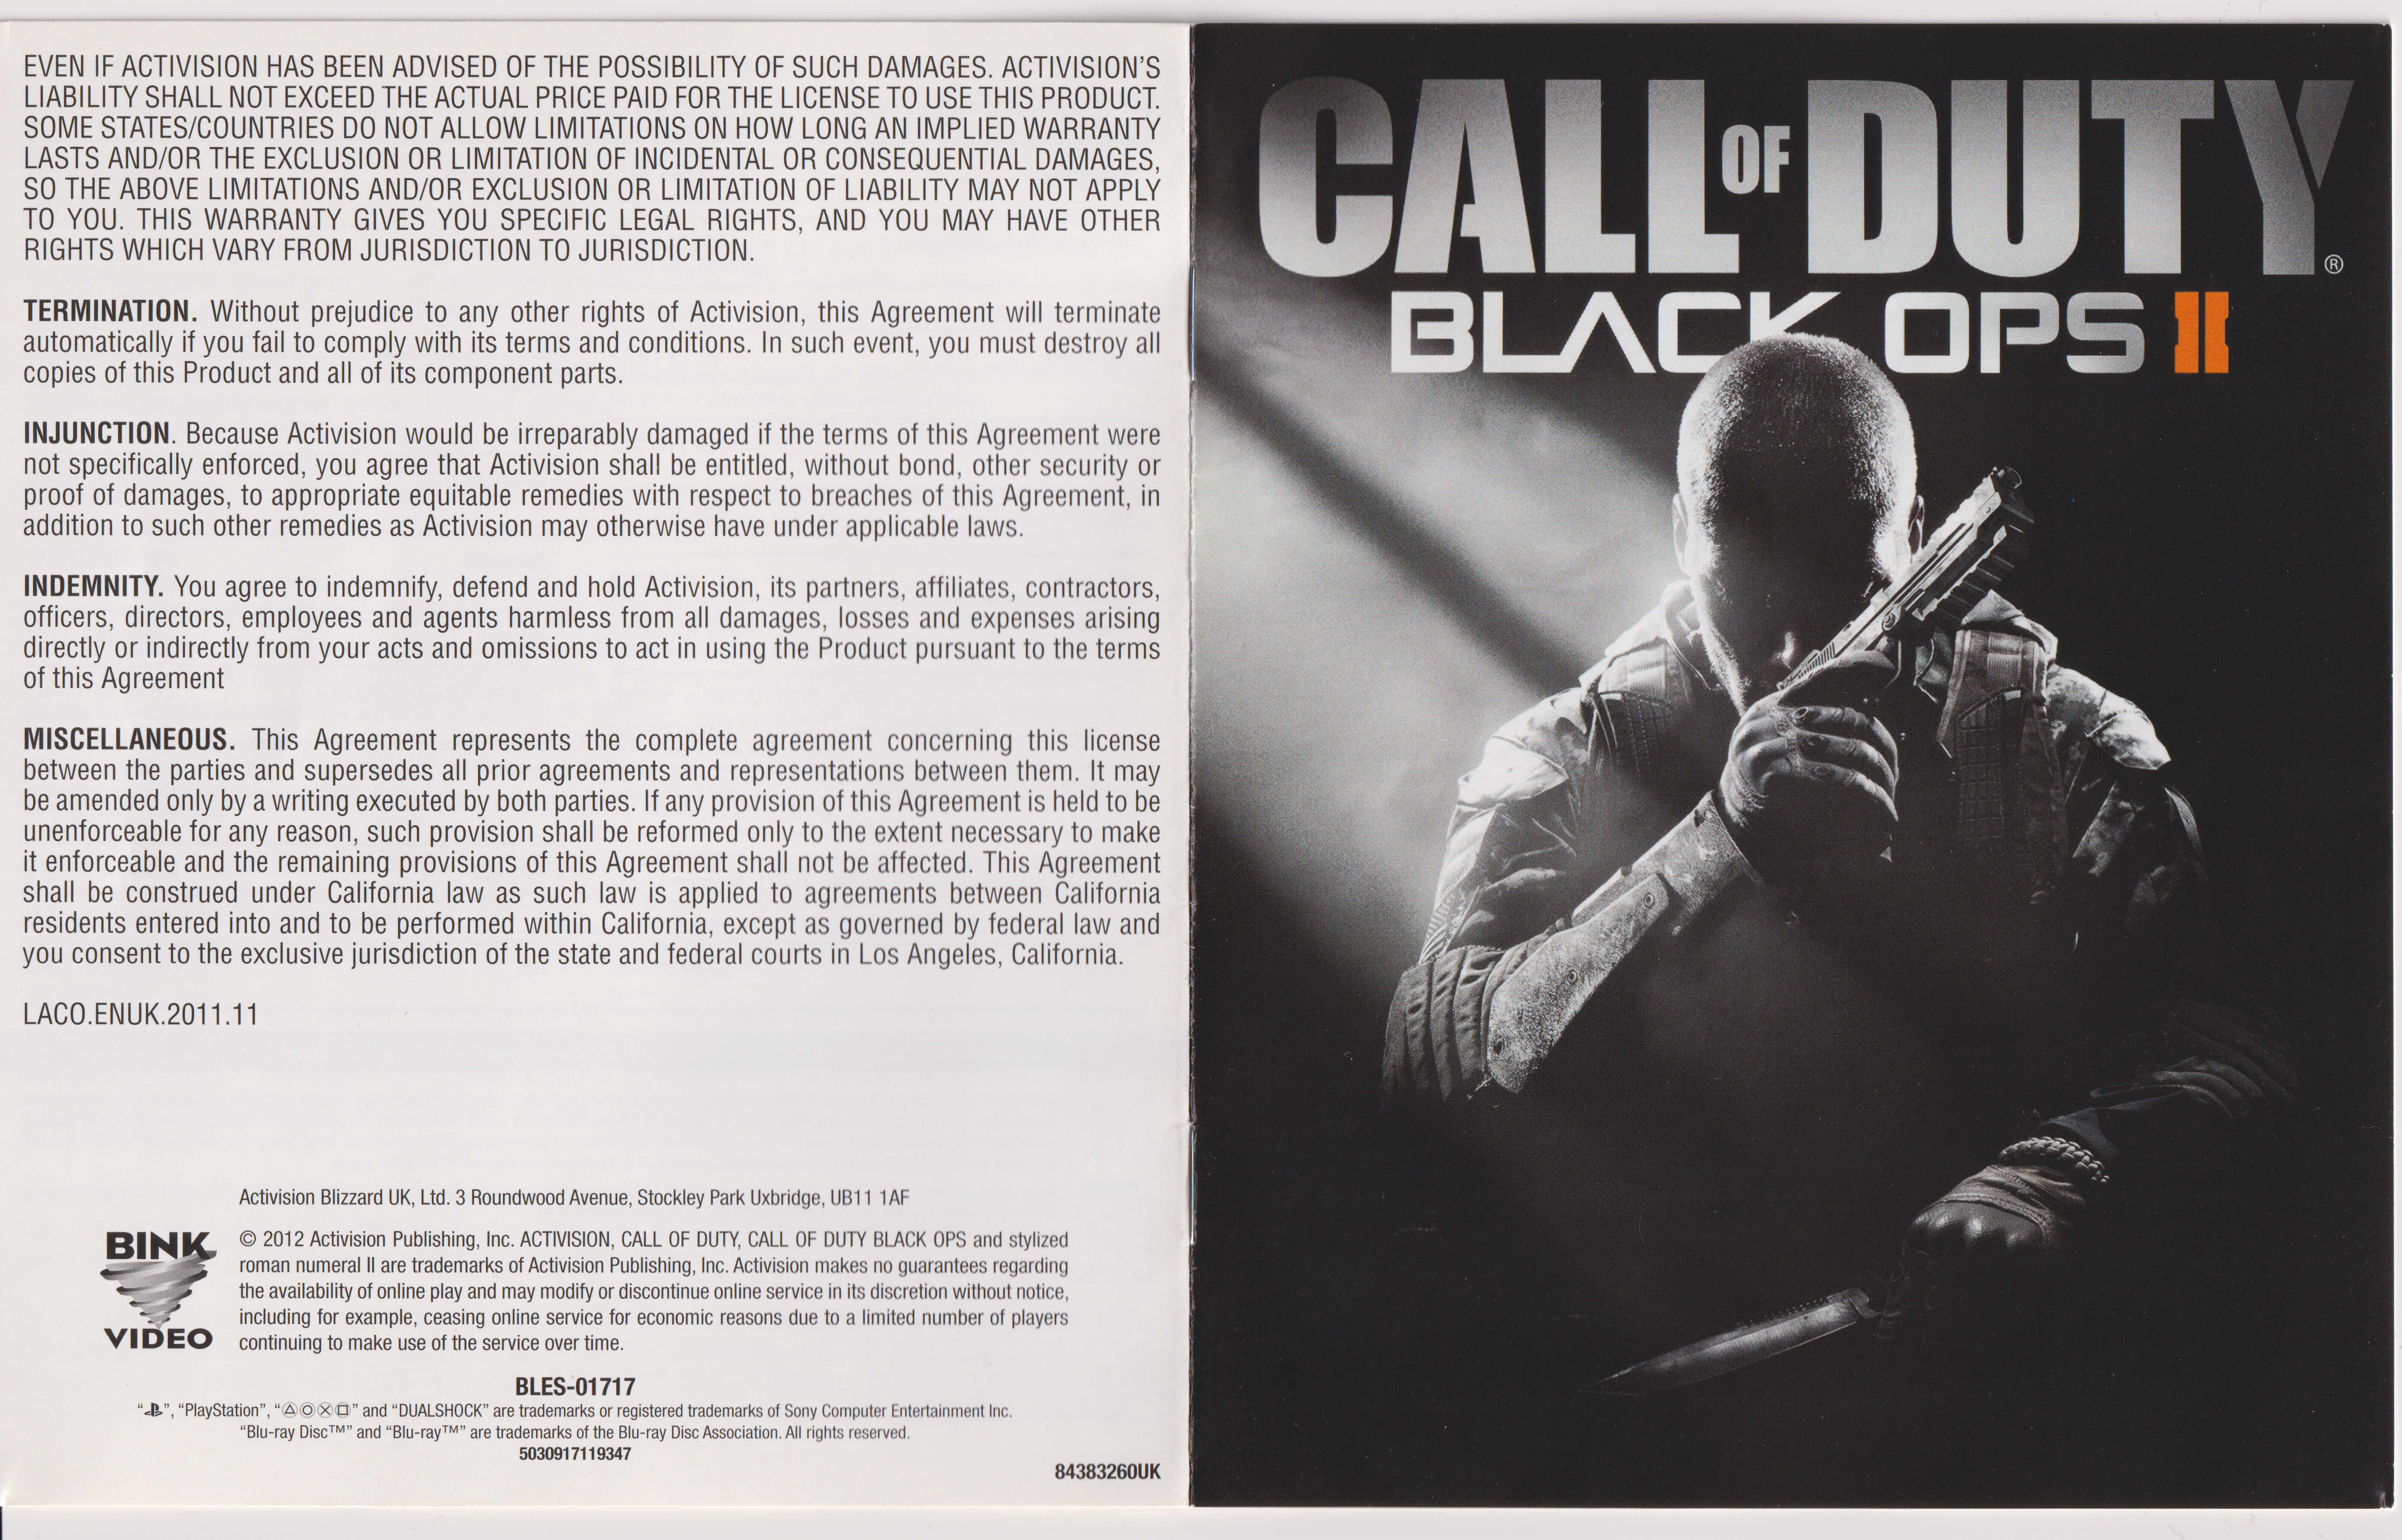 EVEN IF ACTIVISION HAS BEEN ADVISED OF THE POSSIBILITY OF SUCH DAMAGES. ACTIVISION'S
LIABILITY SHALL NOT EXCEED THE ACTUAL PRICE PAID FOR THE LICENSE TO USE THIS PRODUCT.
SOME STATES/COUNTRIES DO NOT ALLOW LIMITATIONS ON HOW LONG AN IMPLIED WARRANTY
LASTS AND/OR THE EXCLUSION OR LIMITATION OF INCIDENTAL OR CONSEQUENTIAL DAMAGES,
SO THE ABOVE LIMITATIONS AND/OR EXCLUSION OR LIMITATION OF LIABILITY MAY NOT APPLY
TO YOU. THIS WARRANTY GIVES YOU SPECIFIC LEGAL RIGHTS, AND YOU MAY HAVE OTHER
RIGHTS WHICH VARY FROM JURISDICTION TO JURISDICTION.
TERMINATION. Without prejudice to any other rights of Activision, this Agreement will terminate
automatically if you fail to comply with its terms and conditions. In such event, you must destroy all
copies of this Product and all of its component parts.
INJUNCTION. Because Activision would be irreparably damaged if the terms of this Agreement were
not specifically enforced, you agree that Activision shall be entitled, without bond, other security or
proof of damages, to appropriate equitable remedies with respect to breaches of this Agreement, in
addition to such other remedies as Activision may otherwise have under applicable laws.
INDEMNITY. You agree to indemnify, defend and hold Activision, its partners, affiliates, contractors,
officers, directors, employees and agents harmless from all damages, losses and expenses arising
directly or indirectly from your acts and omissions to act in using the Product pursuant to the terms
of this Agreement
MISCELLANEOUS. This Agreement represents the complete agreement concerning this license
between the parties and supersedes all prior agreements and representations between them. It may
be amended only by a writing executed by both parties. If any provision of this Agreement is held to be
unenforceable for any reason, such provision shall be reformed only to the extent necessary to make
it enforceable and the remaining provisions of this Agreement shall not be affected. This Agreement
shall be construed under California law as such law is applied to agreements between California
residents entered into and to be performed within California, except as governed by federal law and
you consent to the exclusive jurisdiction of the state and federal courts in Los Angeles, California.
LACO.ENUK.2011.11
Activision Blizzard UK, Ltd. 3 Roundwood Avenue, Stockley Park Uxbridge, UB11 1AF
BINK
VIDEO
© 2012 Activision Publishing, Inc. ACTIVISION, CALL OF DUTY, CALL OF DUTY BLACK OPS and stylized
roman numeral II are trademarks of Activision Publishing, Inc. Activision makes no guarantees regarding
the availability of online play and may modify or discontinue online service in its discretion without notice,
including for example, ceasing online service for economic reasons due to a limited number of players
continuing to make use of the service over time.
BLES-01717
“ ”, “PlayStation”, “△○✕□” and “DUALSHOCK” are trademarks or registered trademarks of Sony Computer Entertainment Inc.
“Blu-ray Disc™” and “Blu-ray™” are trademarks of the Blu-ray Disc Association. All rights reserved.
5030917119347
84383260UK
CALL OF DUTY®
BLACK OPS II